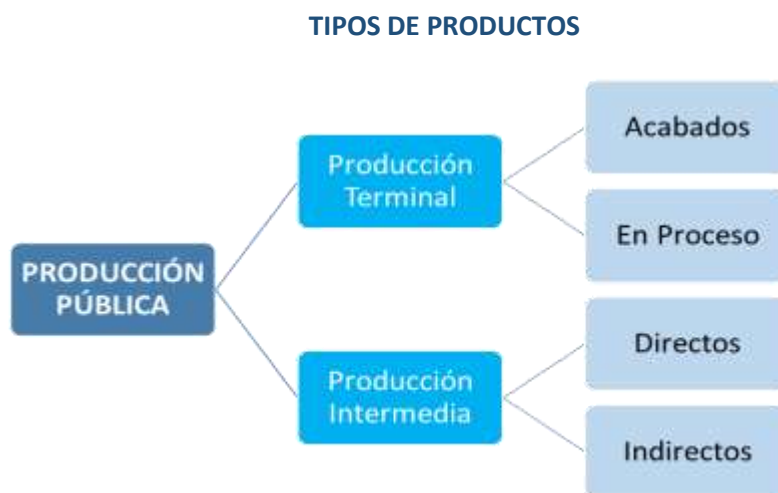 TIPOS DE PRODUCTOS
PRODUCCIÓN
PÚBLICA
Producción
Terminal
Acabados
En Proceso
Producción
Intermedia
Directos
Indirectos